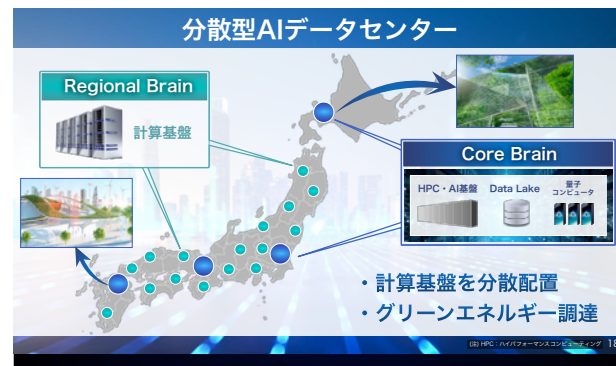 分散型AIデータセンター
Regional Brain
計算基盤
Core Brain
HPC・AI基盤
Data Lake
量子
コンピュータ
・計算基盤を分散配置
・グリーンエネルギー調達
(注) HPC：ハイパフォーマンスコンピューティング
18